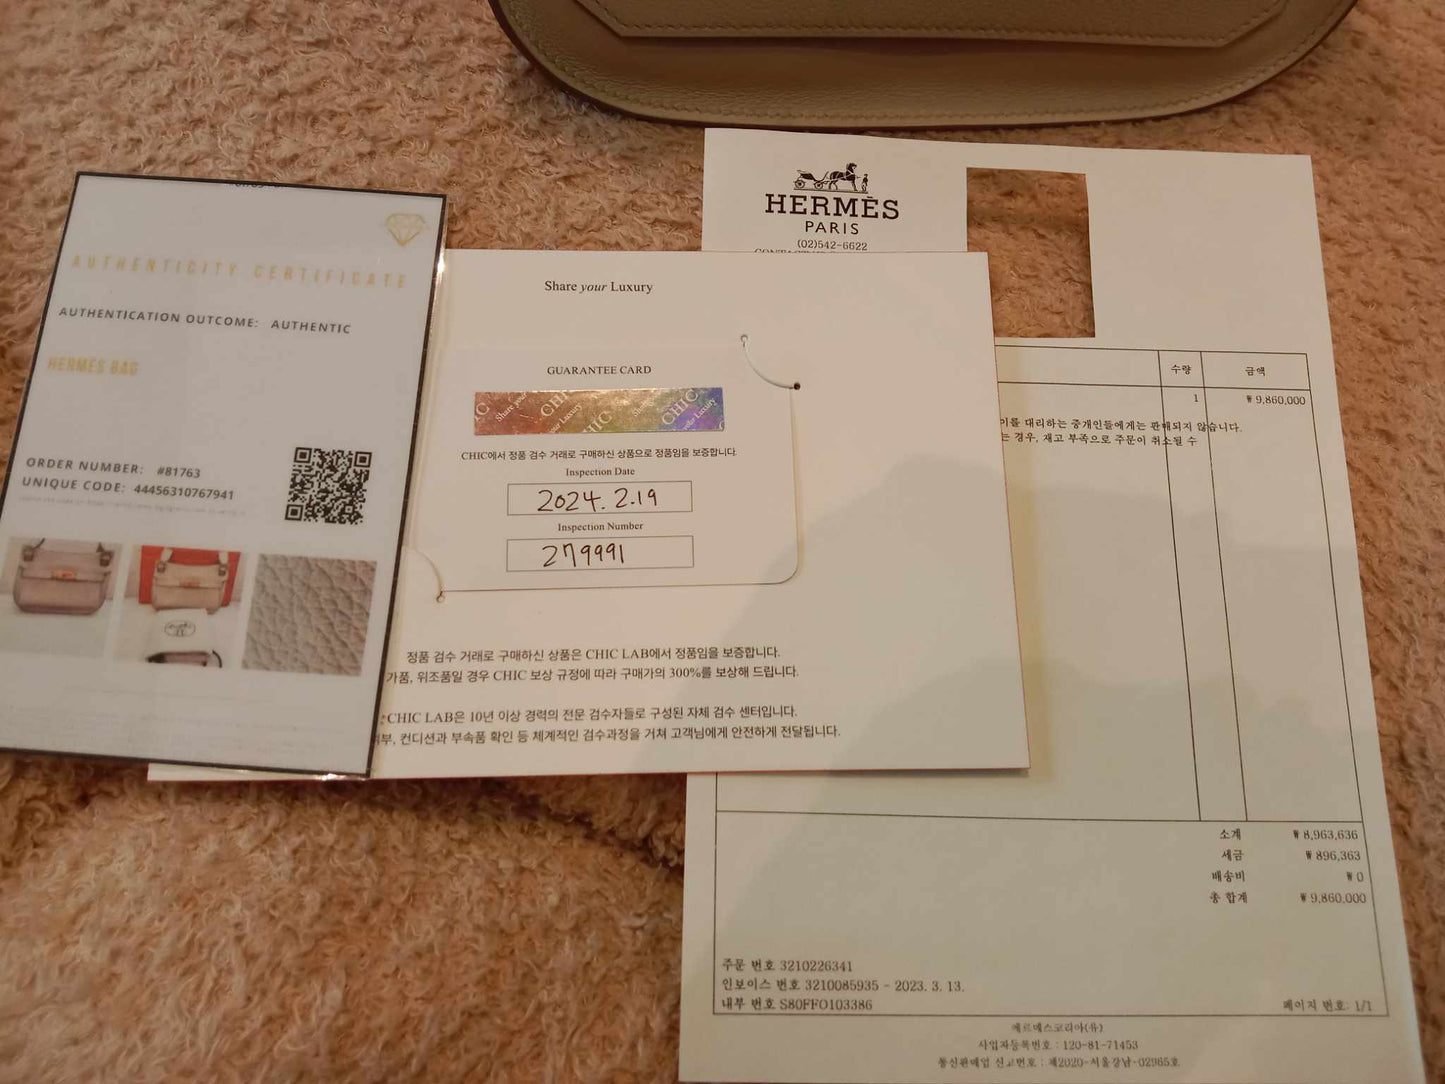 AUTHENTICITY CERTIFICATE
AUTHENTICATION OUTCOME: AUTHENTIC
HERMĒS BAG
ORDER NUMBER: #81763
UNIQUE CODE: 44456310767941
Share your Luxury
GUARANTEE CARD
CHIC
Share your Luxury
CHIC
CHIC에서 정품 검수 거래로 구매하신 상품으로 정품임을 보증합니다.
Inspection Date
2024. 2.19
Inspection Number
279991
정품 검수 거래로 구매하신 상품은 CHIC LAB에서 정품임을 보증합니다.
가품, 위조품일 경우 CHIC 보상 규정에 따라 구매가의 300%를 보상해 드립니다.
CHIC LAB은 10년 이상 경력의 전문 검수자들로 구성된 자체 검수 센터입니다.
컨디션과 부속품 확인 등 체계적인 검수과정을 거쳐 고객님에게 안전하게 전달됩니다.
HERMÈS
PARIS
(02)542-6622
수량 금액
1 ₩ 9,860,000
이를 대리하는 중개인들에게는 판매되지 않습니다.
는 경우, 재고 부족으로 주문이 취소될 수
소계 ₩ 8,963,636
세금 ₩ 896,363
배송비 ₩ 0
총 합계 ₩ 9,860,000
주문 번호 3210226341
인보이스 번호 3210085935 - 2023. 3. 13.
내부 번호 S80FFO103386
페이지 번호: 1/1
에르메스코리아(유)
사업자등록번호 : 120-81-71453
통신판매업 신고번호 : 제2020-서울강남-02965호